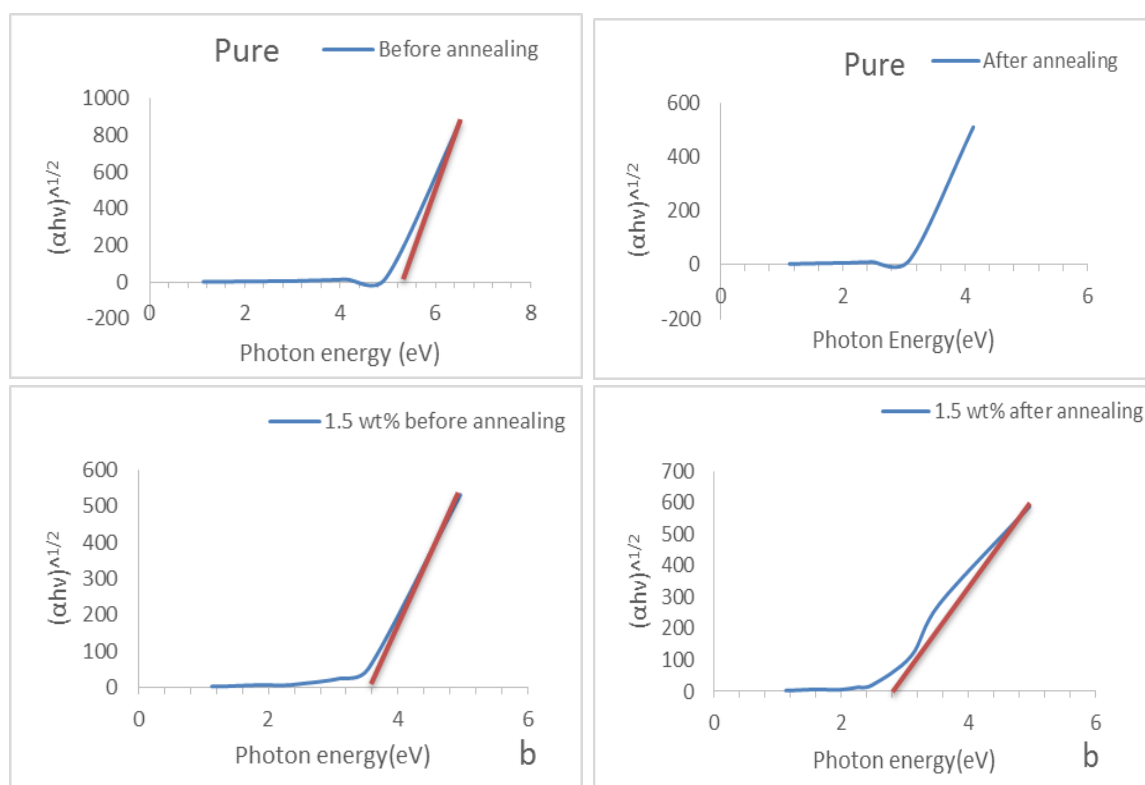 Pure
Before annealing
(αhν)^1/2
1000
800
600
400
200
0
-200
0 2 4 6 8
Photon energy (eV)
Pure
After annealing
(αhν)^1/2
600
400
200
0
-200
0 2 4 6
Photon Energy(eV)
1.5 wt% before annealing
(αhν)^1/2
600
500
400
300
200
100
0
0 2 4 6
Photon energy(eV)
b
1.5 wt% after annealing
(αhν)^1/2
700
600
500
400
300
200
100
0
0 2 4 6
Photon energy(eV)
b